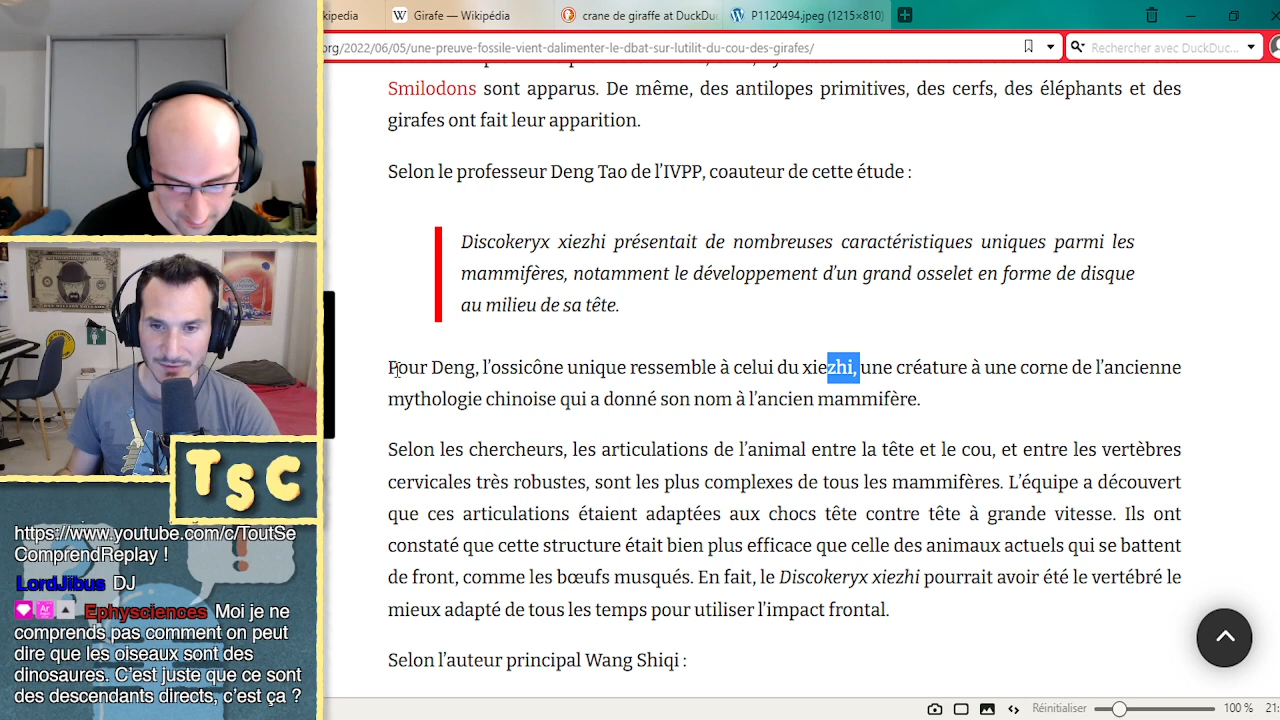 ipedia
Girafe — Wikipédia
crane de giraffe at DuckDuc
P1120494.jpeg (1215×810)
org/2022/06/05/une-preuve-fossile-vient-dalimenter-le-dbat-sur-lutilit-du-cou-des-girafes/
Rechercher avec DuckDuc...
Smilodons sont apparus. De même, des antilopes primitives, des cerfs, des éléphants et des
girafes ont fait leur apparition.
Selon le professeur Deng Tao de l'IVPP, coauteur de cette étude :
Discokeryx xiezhi présentait de nombreuses caractéristiques uniques parmi les
mammifères, notamment le développement d'un grand osselet en forme de disque
au milieu de sa tête.
Pour Deng, l'ossicône unique ressemble à celui du xiezhi, une créature à une corne de l'ancienne
mythologie chinoise qui a donné son nom à l'ancien mammifère.
Selon les chercheurs, les articulations de l'animal entre la tête et le cou, et entre les vertèbres
cervicales très robustes, sont les plus complexes de tous les mammifères. L'équipe a découvert
que ces articulations étaient adaptées aux chocs tête contre tête à grande vitesse. Ils ont
constaté que cette structure était bien plus efficace que celle des animaux actuels qui se battent
de front, comme les bœufs musqués. En fait, le Discokeryx xiezhi pourrait avoir été le vertébré le
mieux adapté de tous les temps pour utiliser l'impact frontal.
Selon l'auteur principal Wang Shiqi :
TSC
https://www.youtube.com/c/ToutSe
ComprendReplay !
LordJibus DJ
Ar Ephysciences Moi je ne
comprends pas comment on peut
dire que les oiseaux sont des
dinosaures. C'est juste que ce sont
des descendants directs, c'est ça ?
Réinitialiser
100 %
21: